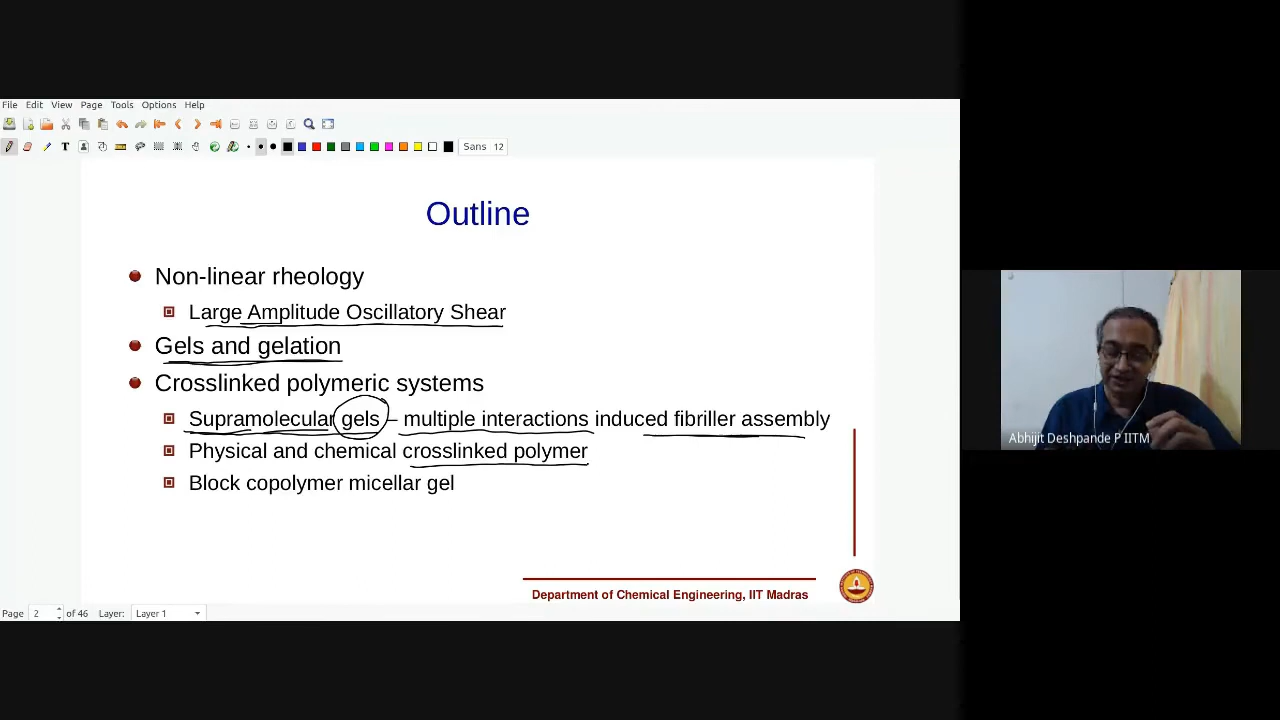 File Edit View Page Tools Options Help
T Sans 12
Outline
Non-linear rheology
Large Amplitude Oscillatory Shear
Gels and gelation
Crosslinked polymeric systems
Supramolecular gels – multiple interactions induced fibriller assembly
Physical and chemical crosslinked polymer
Block copolymer micellar gel
Department of Chemical Engineering, IIT Madras
Page 2 of 46 Layer: Layer 1
Abhijit Deshpande P IITM